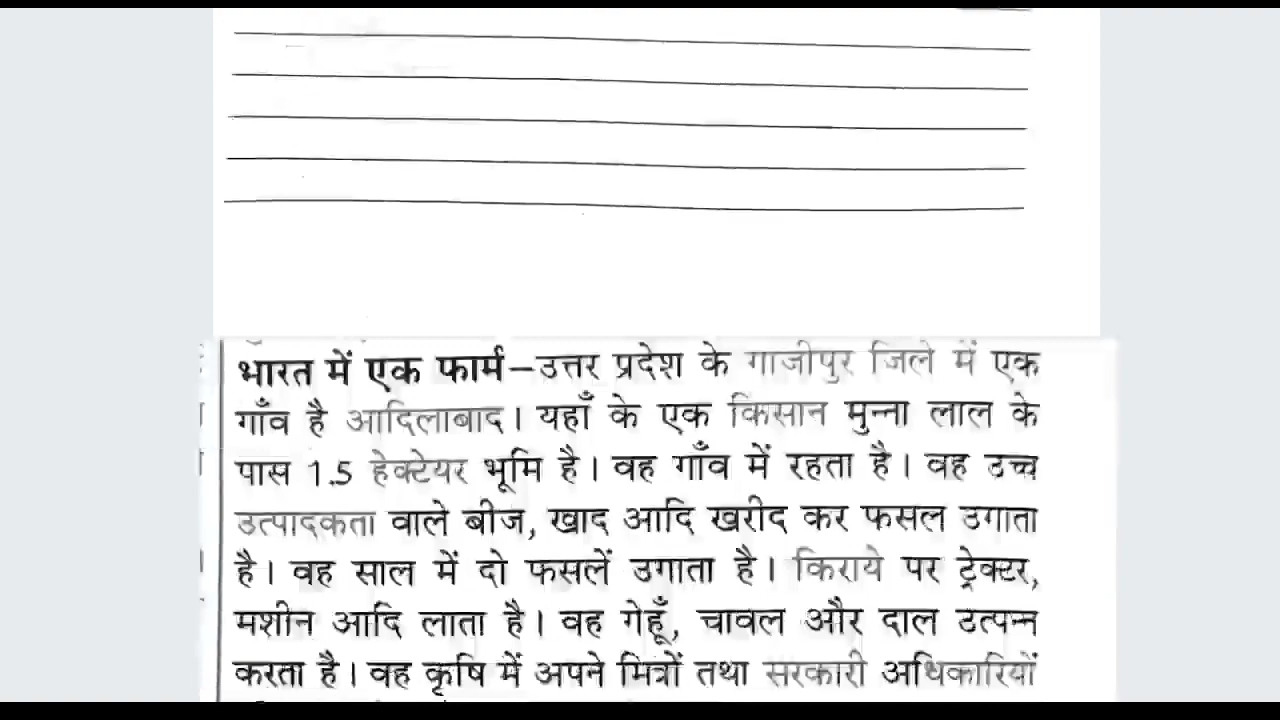 भारत में एक फार्म–उत्तर प्रदेश के गाजीपुर जिले में एक
गाँव है आदिलाबाद। यहाँ के एक किसान मुन्ना लाल के
पास 1.5 हेक्टेयर भूमि है। वह गाँव में रहता है। वह उच्च
उत्पादकता वाले बीज, खाद आदि खरीद कर फसल उगाता
है। वह साल में दो फसलें उगाता है। किराये पर ट्रेक्टर,
मशीन आदि लाता है। वह गेहूँ, चावल और दाल उत्पन्न
करता है। वह कृषि में अपने मित्रों तथा सरकारी अधिकारियों